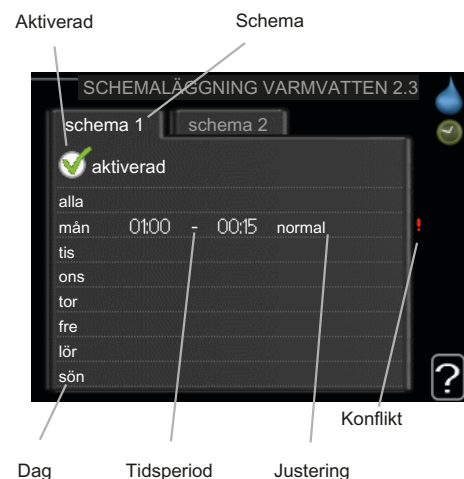 Aktiverad Schema
SCHEMALÄGGNING VARMVATTEN 2.3
schema 1 schema 2
aktiverad
alla
mån 01:00 - 00:15 normal !
tis
ons
tor
fre
lör
sön
?
Konflikt
Dag Tidsperiod Justering